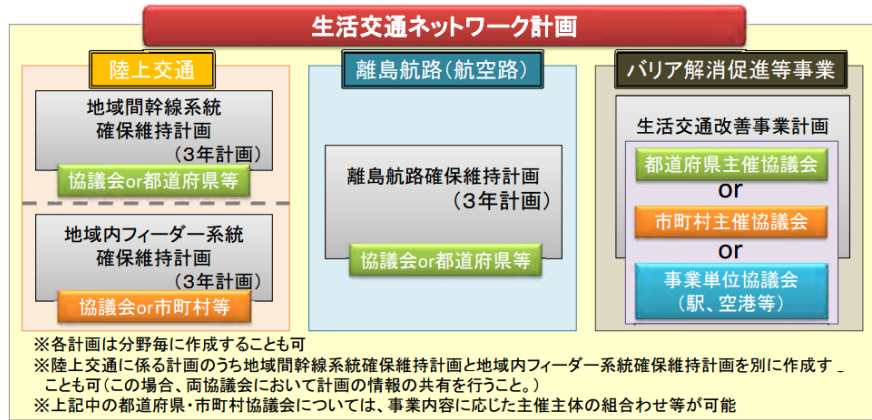 生活交通ネットワーク計画
陸上交通
地域間幹線系統
確保維持計画
(3年計画)
協議会or都道府県等
地域内フィーダー系統
確保維持計画
(3年計画)
協議会or市町村等
離島航路(航空路)
離島航路確保維持計画
(3年計画)
協議会or都道府県等
バリア解消促進等事業
生活交通改善事業計画
都道府県主催協議会
or
市町村主催協議会
or
事業単位協議会
(駅、空港等)
※各計画は分野毎に作成することも可
※陸上交通に係る計画のうち地域間幹線系統確保維持計画と地域内フィーダー系統確保維持計画を別に作成す
ことも可(この場合、両協議会において計画の情報の共有を行うこと。)
※上記中の都道府県・市町村協議会については、事業内容に応じた主催主体の組合わせ等が可能